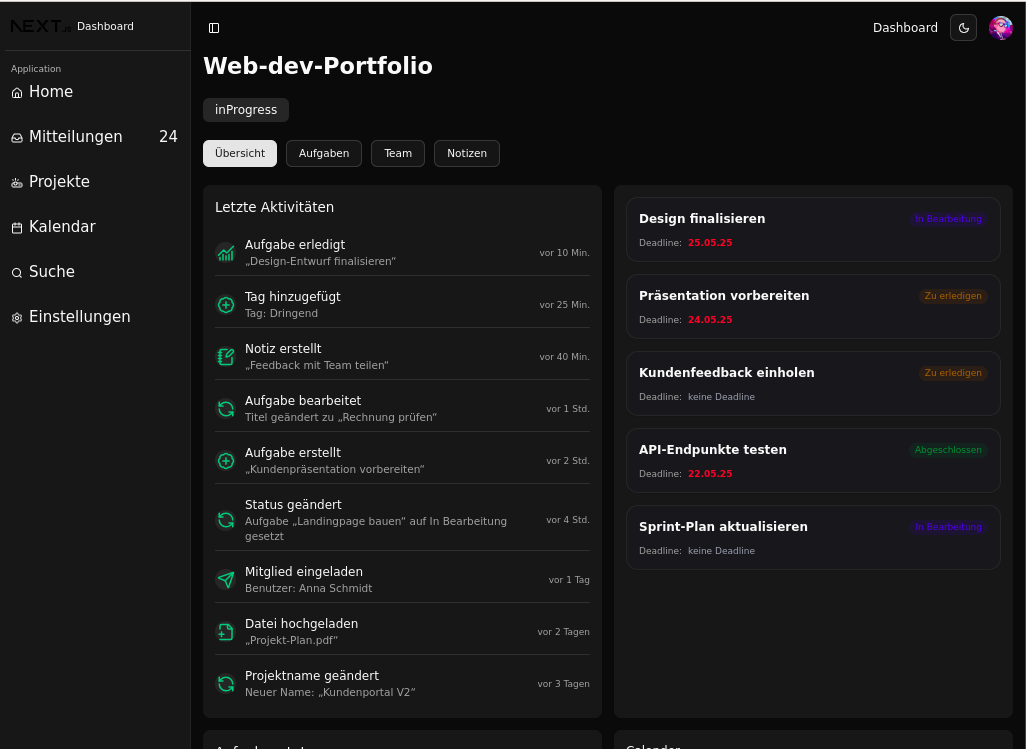 NEXT.JS Dashboard
Application
Home
Mitteilungen 24
Projekte
Kalendar
Suche
Einstellungen
Dashboard
Web-dev-Portfolio
inProgress
Übersicht Aufgaben Team Notizen
Letzte Aktivitäten
Aufgabe erledigt
„Design-Entwurf finalisieren“
vor 10 Min.
Tag hinzugefügt
Tag: Dringend
vor 25 Min.
Notiz erstellt
„Feedback mit Team teilen“
vor 40 Min.
Aufgabe bearbeitet
Titel geändert zu „Rechnung prüfen“
vor 1 Std.
Aufgabe erstellt
„Kundenpräsentation vorbereiten“
vor 2 Std.
Status geändert
Aufgabe „Landingpage bauen“ auf In Bearbeitung
gesetzt
vor 4 Std.
Mitglied eingeladen
Benutzer: Anna Schmidt
vor 1 Tag
Datei hochgeladen
„Projekt-Plan.pdf“
vor 2 Tagen
Projektname geändert
Neuer Name: „Kundenportal V2“
vor 3 Tagen
Design finalisieren In Bearbeitung
Deadline: 25.05.25
Präsentation vorbereiten Zu erledigen
Deadline: 24.05.25
Kundenfeedback einholen Zu erledigen
Deadline: keine Deadline
API-Endpunkte testen Abgeschlossen
Deadline: 22.05.25
Sprint-Plan aktualisieren In Bearbeitung
Deadline: keine Deadline